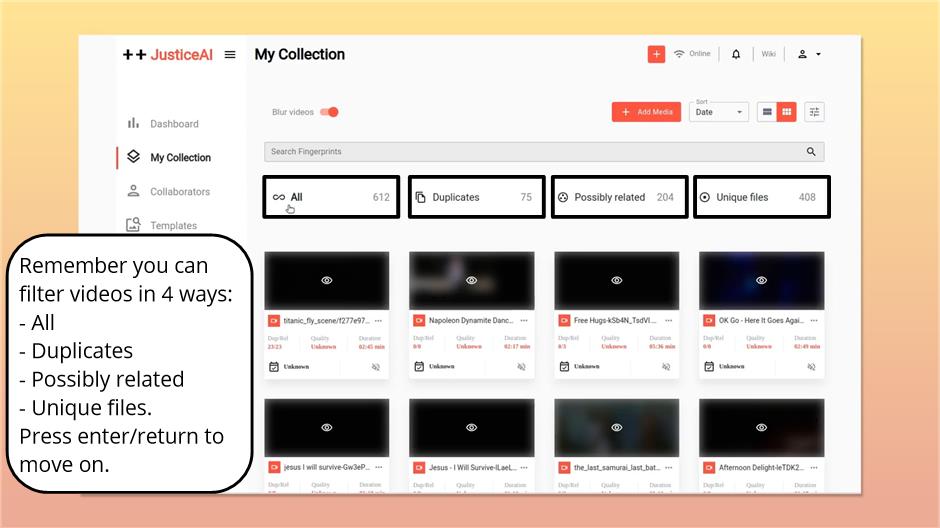 ++ JusticeAI
My Collection
Online
Wiki
Blur videos
+ Add Media
Sort
Date
Dashboard
My Collection
Collaborators
Templates
Search Fingerprints
All 612
Duplicates 75
Possibly related 204
Unique files 408
Remember you can
filter videos in 4 ways:
- All
- Duplicates
- Possibly related
- Unique files.
Press enter/return to
move on.
titanic_fly_scene/f277e97...
Dup/Rel Quality Duration
23/23 Unknown 02:45 min
Unknown
Napoleon Dynamite Danc...
Dup/Rel Quality Duration
0/0 Unknown 02:17 min
Unknown
Free Hugs-kSb4N_TsdVI....
Dup/Rel Quality Duration
0/3 Unknown 05:36 min
Unknown
OK Go - Here It Goes Agai...
Dup/Rel Quality Duration
0/0 Unknown 02:49 min
Unknown
jesus I will survive-Gw3eP...
Dup/Rel Quality Duration
Jesus - I Will Survive-ILaeL...
Dup/Rel Quality Duration
the_last_samurai_last_bat...
Dup/Rel Quality Duration
Afternoon Delight-leTDK2...
Dup/Rel Quality Duration